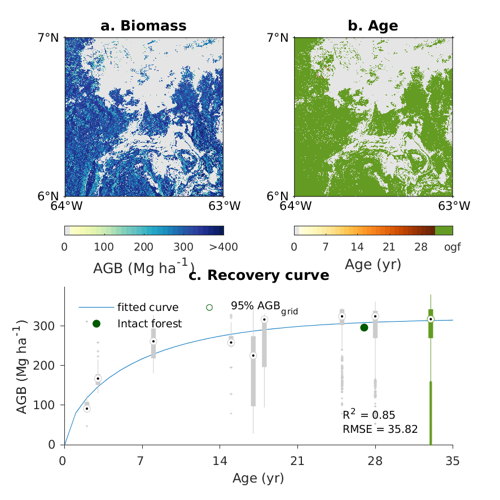 a. Biomass
b. Age
7°N
7°N
6°N
6°N
64°W
63°W
64°W
63°W
0
100
200
300
>400
0
7
14
21
28
ogf
AGB (Mg ha-1)
Age (yr)
c. Recovery curve
fitted curve
95% AGBgrid
Intact forest
300
200
100
0
AGB (Mg ha-1)
R2 = 0.85
RMSE = 35.82
0
7
14
21
28
35
Age (yr)